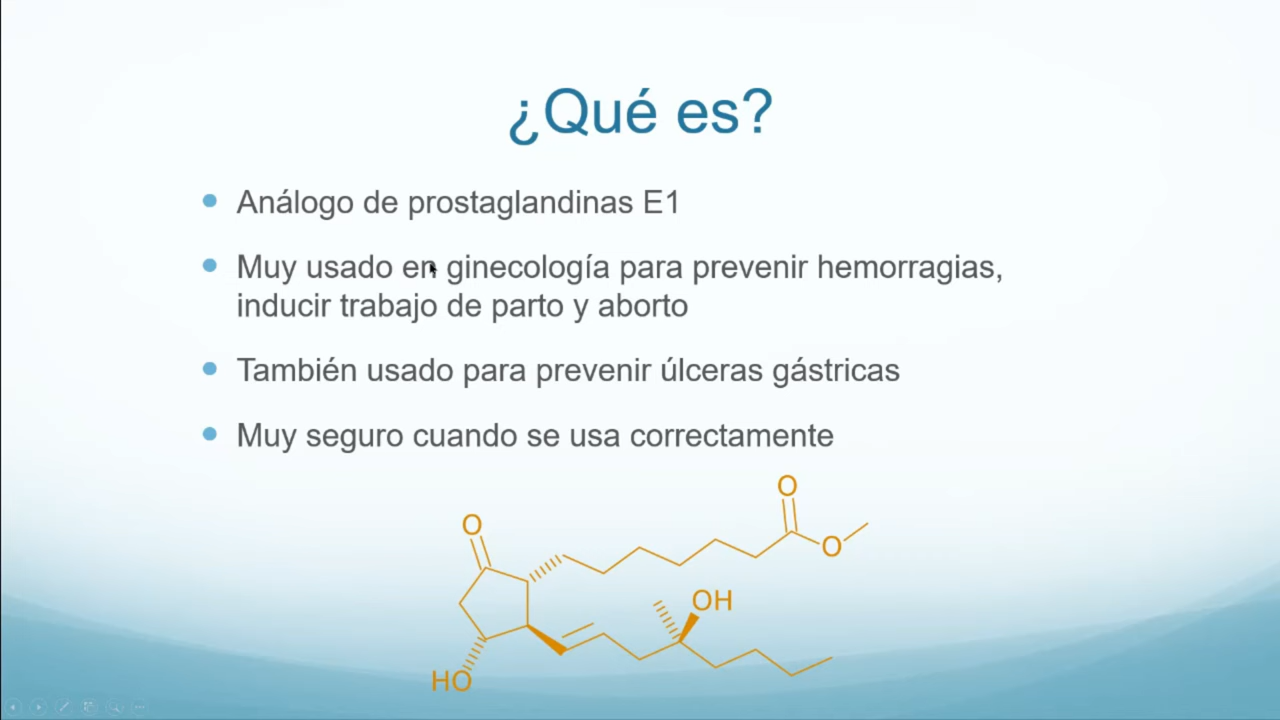 ¿Qué es?
Análogo de prostaglandinas E1
Muy usado en ginecología para prevenir hemorragias,
inducir trabajo de parto y aborto
También usado para prevenir úlceras gástricas
Muy seguro cuando se usa correctamente
O
O
O
OH
HO